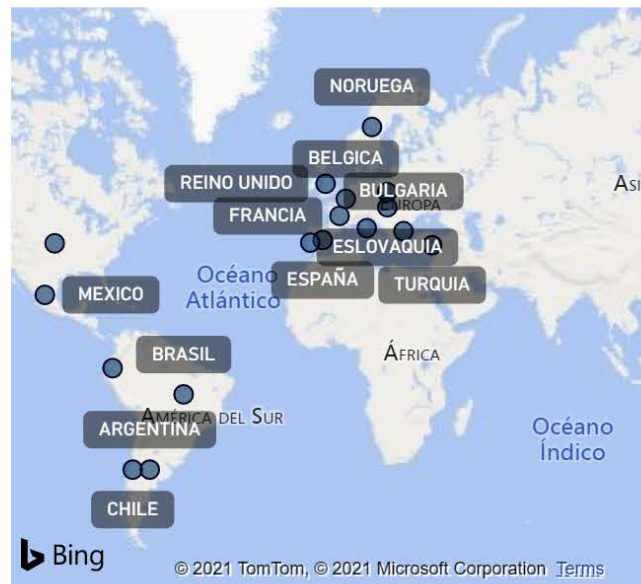 NORUEGA
BELGICA
REINO UNIDO
BULGARIA
ASI
EUROPA
FRANCIA
ESLOVAQUIA
Océano
Atlántico
ESPAÑA
TURQUIA
MEXICO
BRASIL
ÁFRICA
AMÉRICA DEL SUR
ARGENTINA
Océano
Índico
CHILE
Bing
© 2021 TomTom, © 2021 Microsoft Corporation Terms